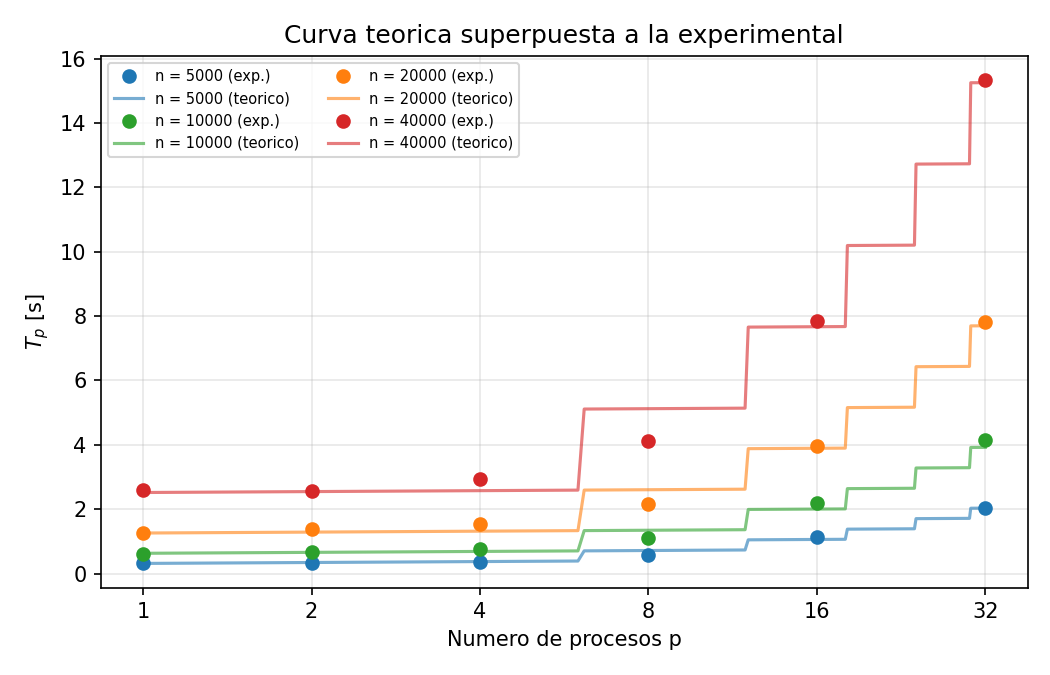 Curva teorica superpuesta a la experimental
n = 5000 (exp.)
n = 5000 (teorico)
n = 10000 (exp.)
n = 10000 (teorico)
n = 20000 (exp.)
n = 20000 (teorico)
n = 40000 (exp.)
n = 40000 (teorico)
T_p [s]
16
14
12
10
8
6
4
2
0
1 2 4 8 16 32
Numero de procesos p